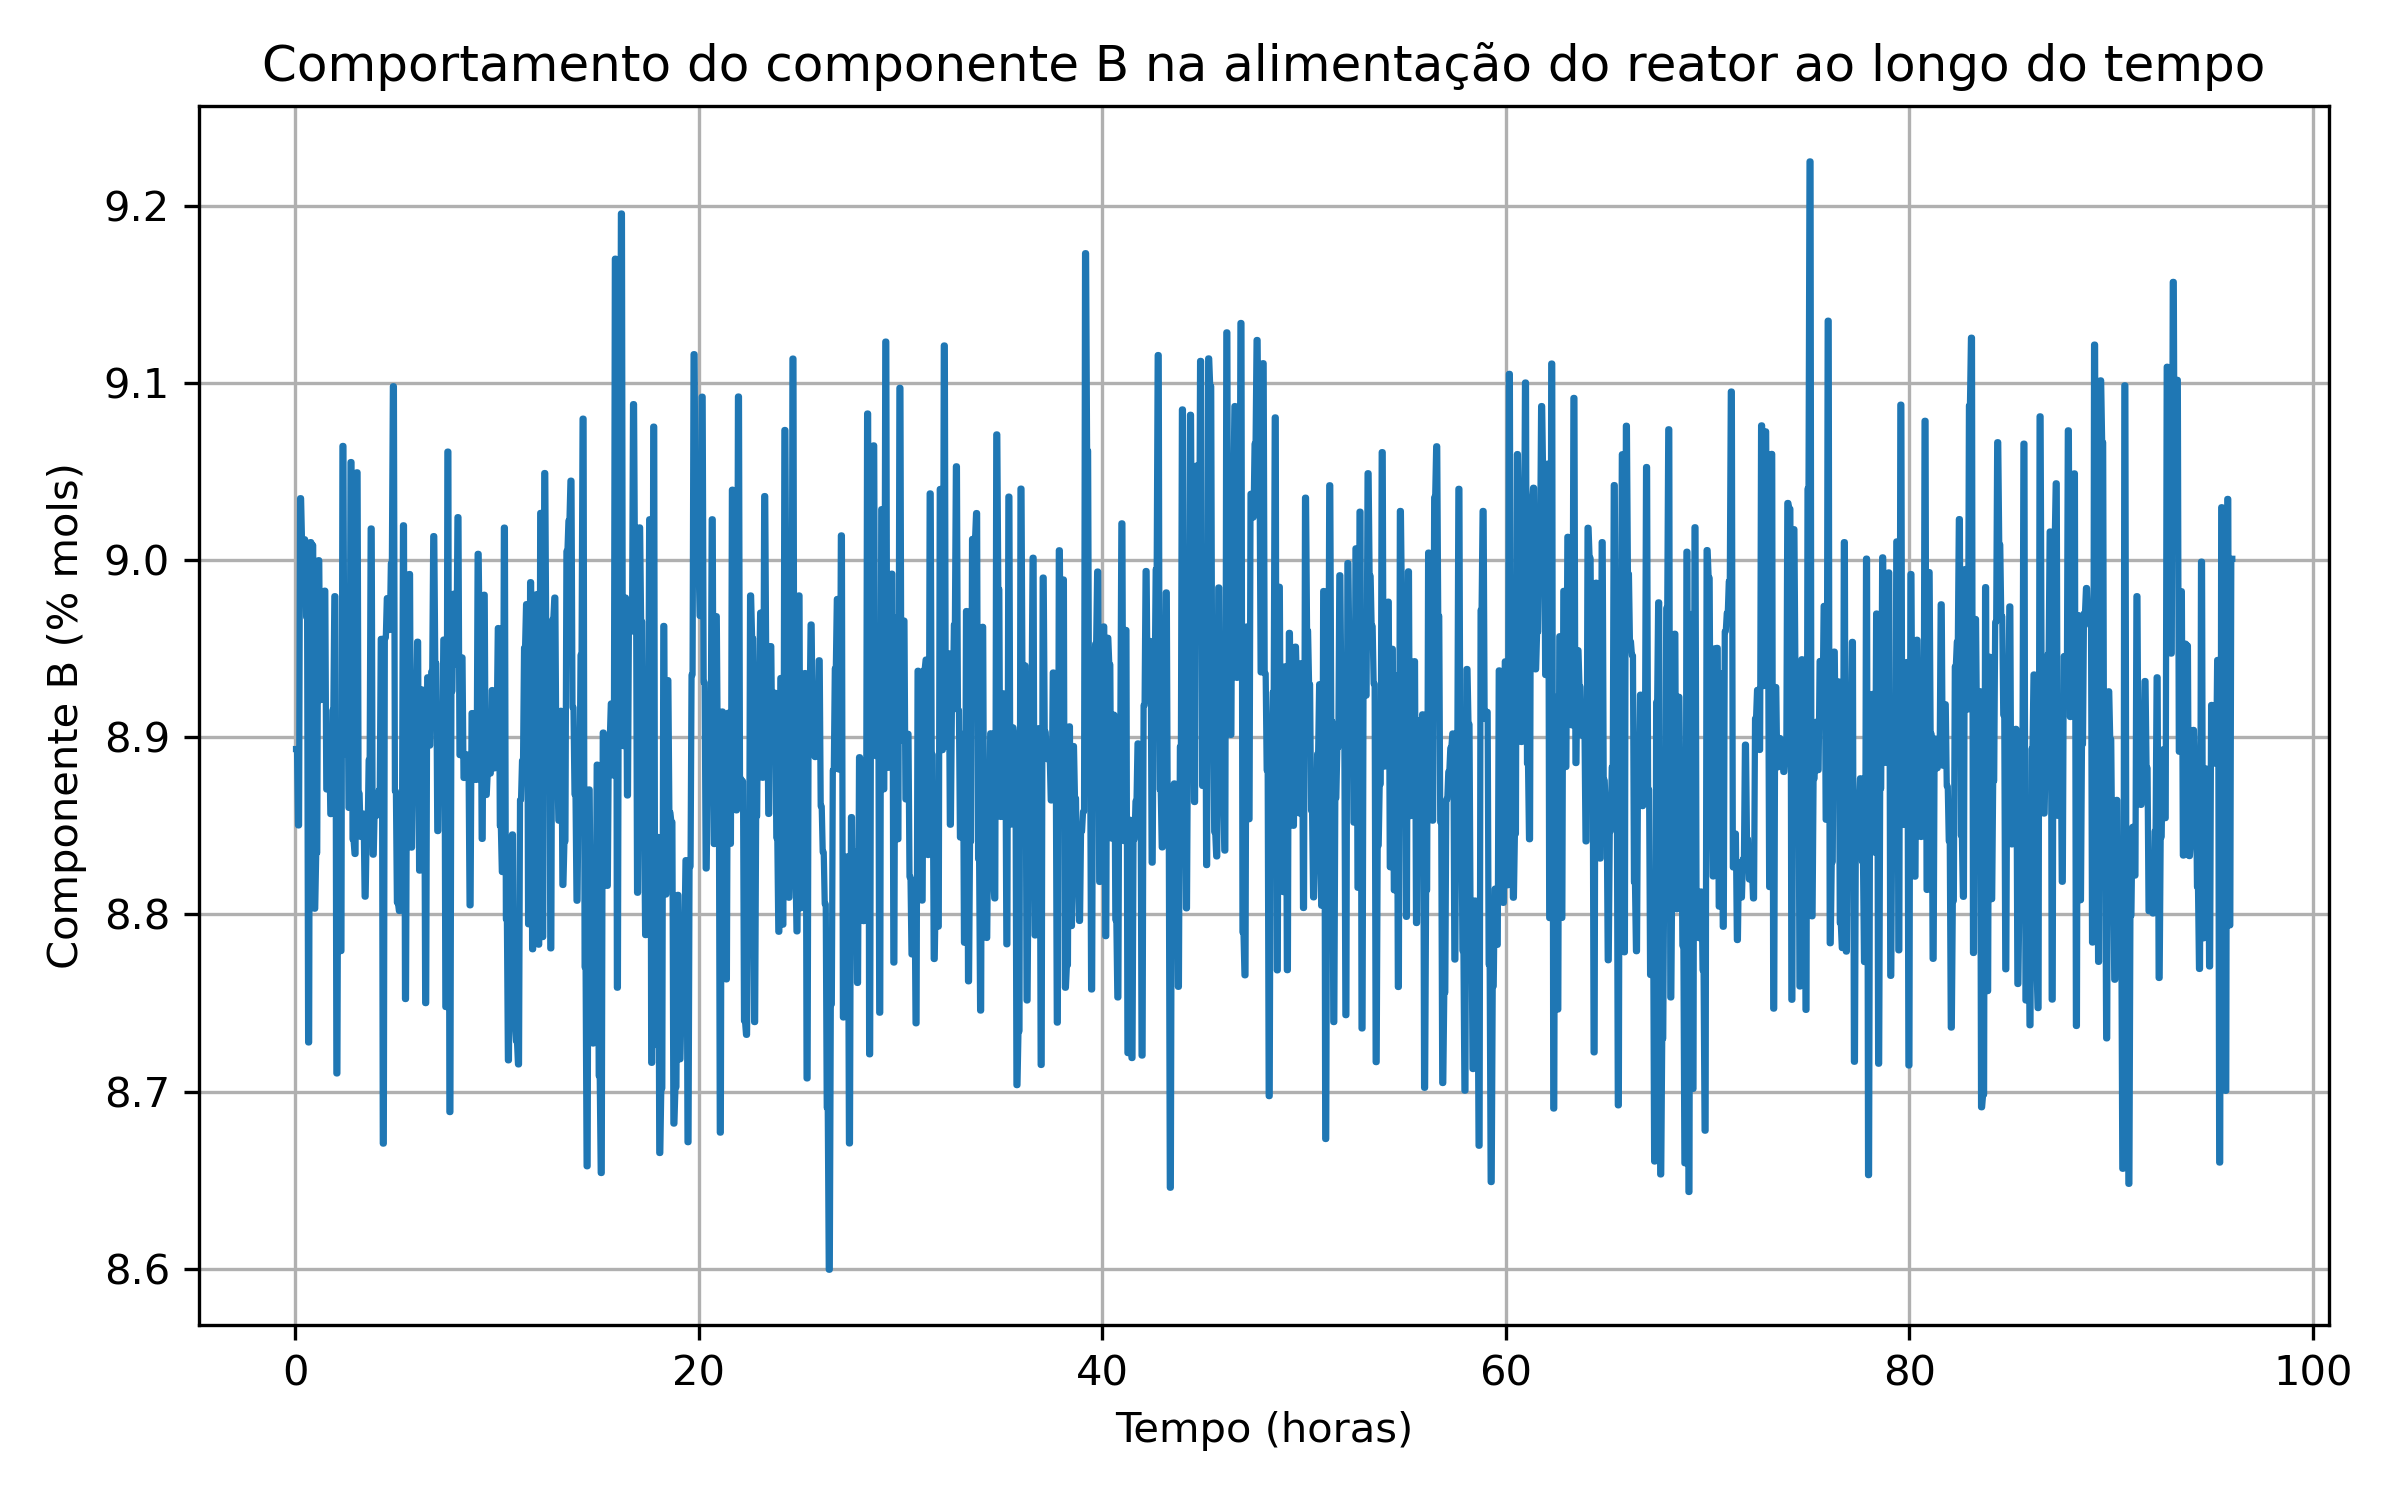 Comportamento do componente B na alimentação do reator ao longo do tempo
9.2
9.1
9.0
8.9
8.8
8.7
8.6
Componente B (% mols)
0 20 40 60 80 100
Tempo (horas)